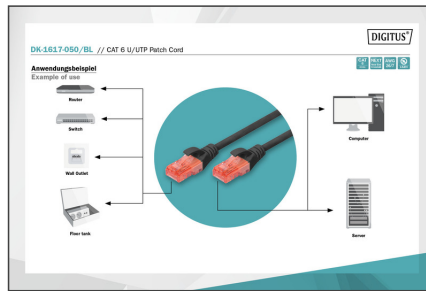 DIGITUS®
DK-1617-050/BL // CAT 6 U/UTP Patch Cord
Anwendungsbeispiel
Example of use
Router
Switch
Wall Outlet
Floor tank
Computer
Server